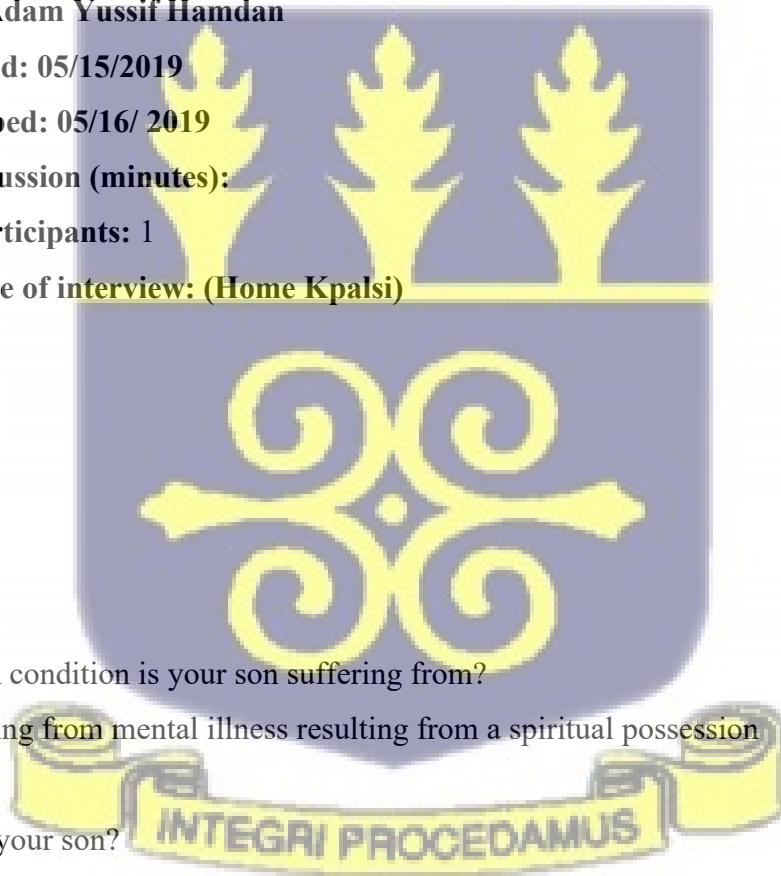 Adam Yussif Hamdan
d: 05/15/2019
bed: 05/16/ 2019
ussion (minutes):
rticipants: 1
e of interview: (Home Kpalsi)
condition is your son suffering from?
ng from mental illness resulting from a spiritual possession
your son?
INTEGRI PROCEDAMUS